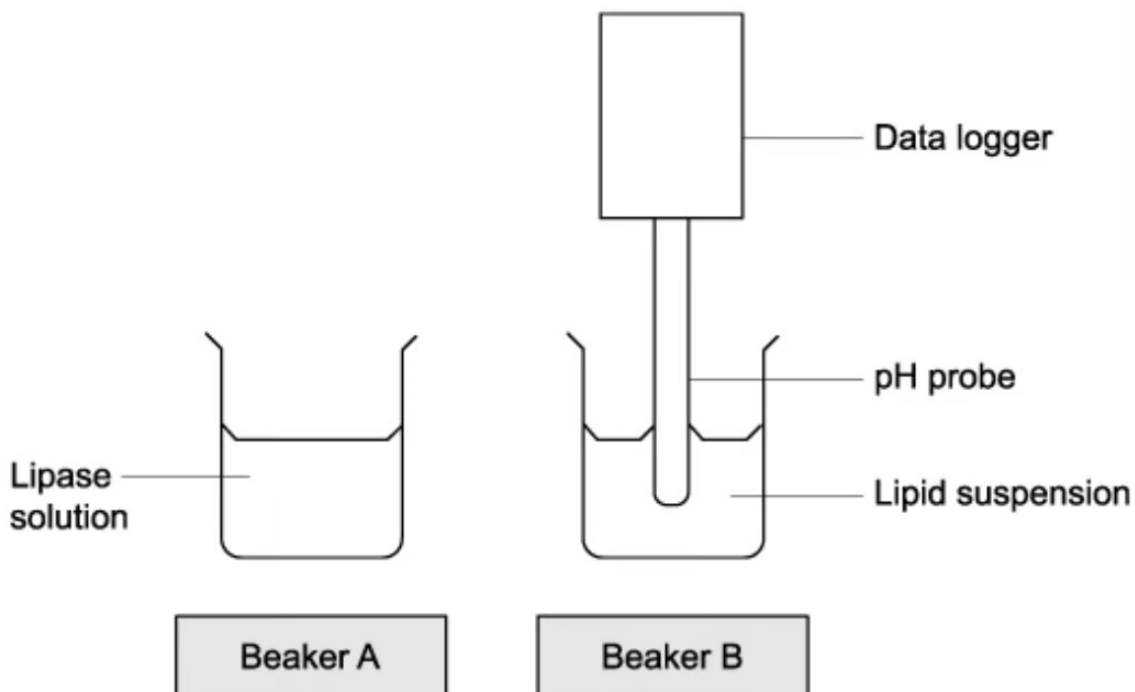 Data logger
pH probe
Lipase
solution
Lipid suspension
Beaker A
Beaker B